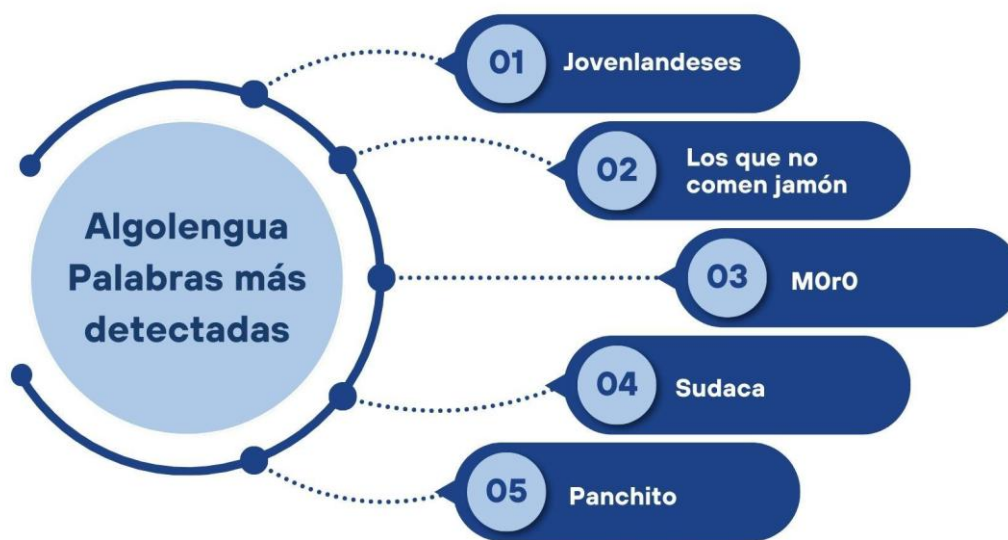 Algolengua
Palabras más
detectadas
01
Jovenlandeses
02
Los que no
comen jamón
03
M0r0
04
Sudaca
05
Panchito